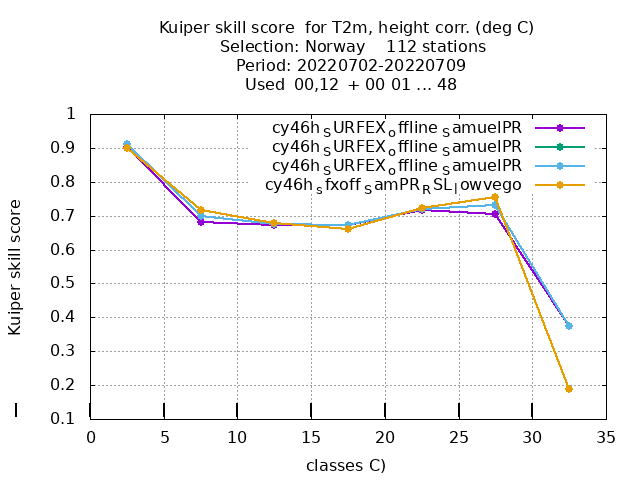 Kuiper skill score  for T2m, height corr. (deg C)
Selection: Norway    112 stations
Period: 20220702-20220709
Used  00,12  + 00 01 ... 48
cy46h_SURFEX_offline_SamuelPR
cy46h_SURFEX_offline_SamuelPR
cy46h_SURFEX_offline_SamuelPR
cy46h_sfxoff_SamPR_RSL_lowvego
1
0.9
0.8
0.7
0.6
0.5
0.4
0.3
0.2
0.1
Kuiper skill score
0 5 10 15 20 25 30 35
classes C)